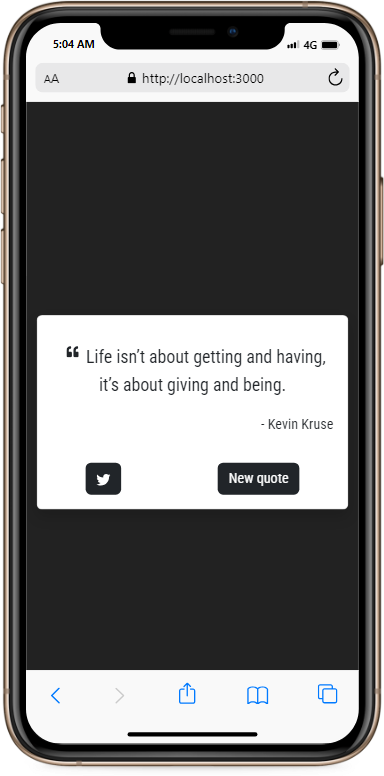 5:04 AM
4G
AA
http://localhost:3000
❝ Life isn’t about getting and having,
it’s about giving and being.
- Kevin Kruse
New quote